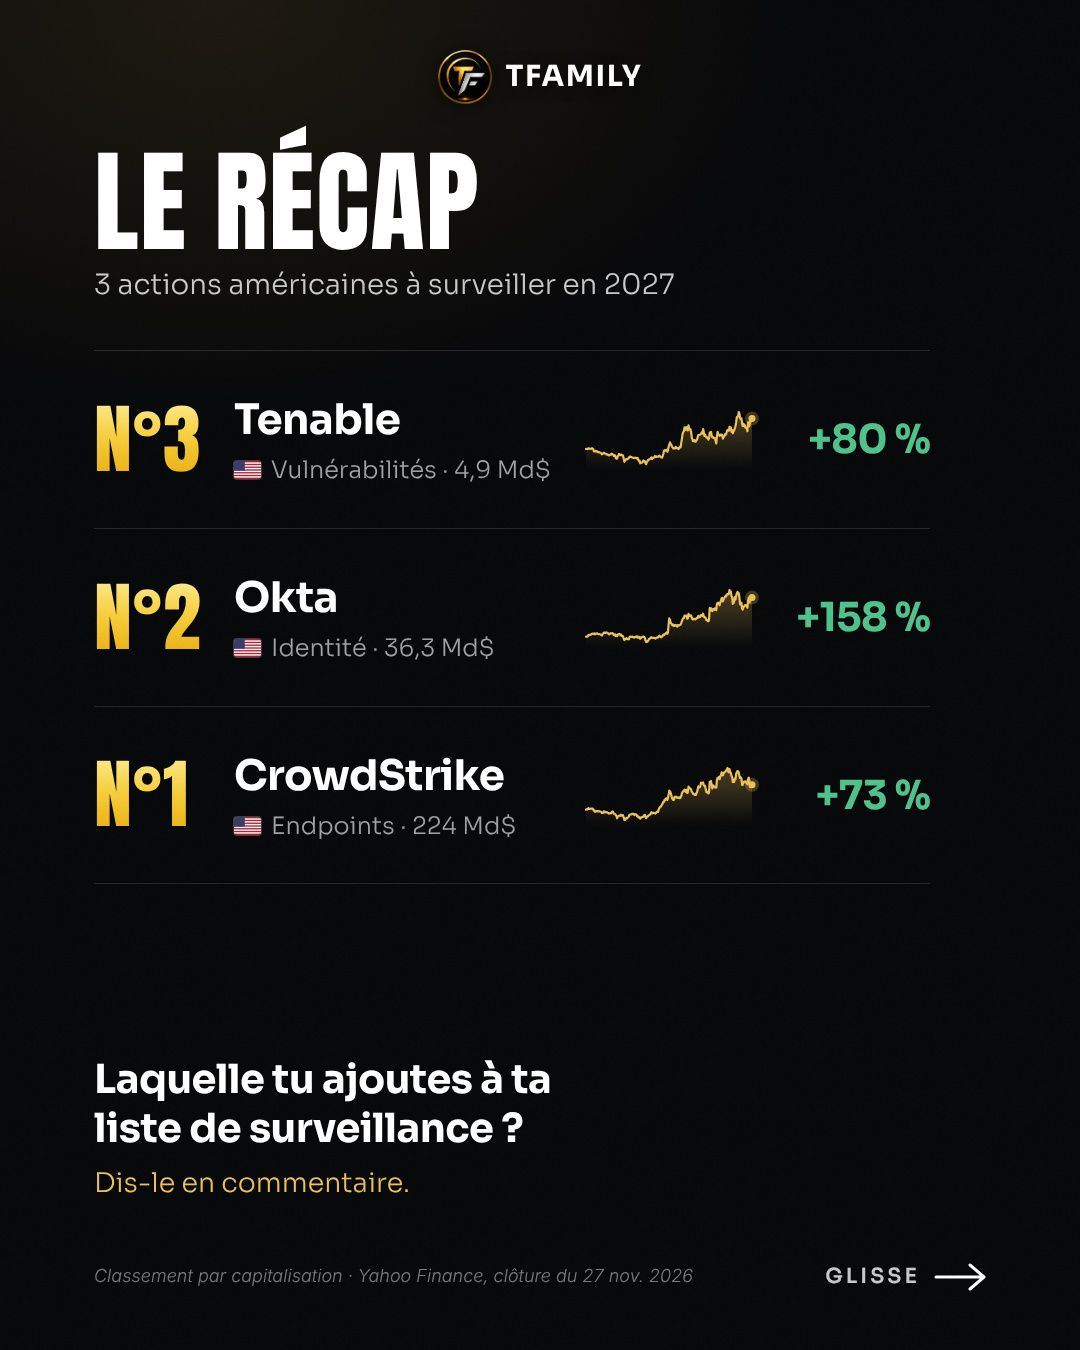 TF TFAMILY
LE RÉCAP
3 actions américaines à surveiller en 2027
N°3 Tenable +80 %
Vulnérabilités · 4,9 Md$
N°2 Okta +158 %
Identité · 36,3 Md$
N°1 CrowdStrike +73 %
Endpoints · 224 Md$
Laquelle tu ajoutes à ta
liste de surveillance ?
Dis-le en commentaire.
Classement par capitalisation · Yahoo Finance, clôture du 27 nov. 2026
GLISSE